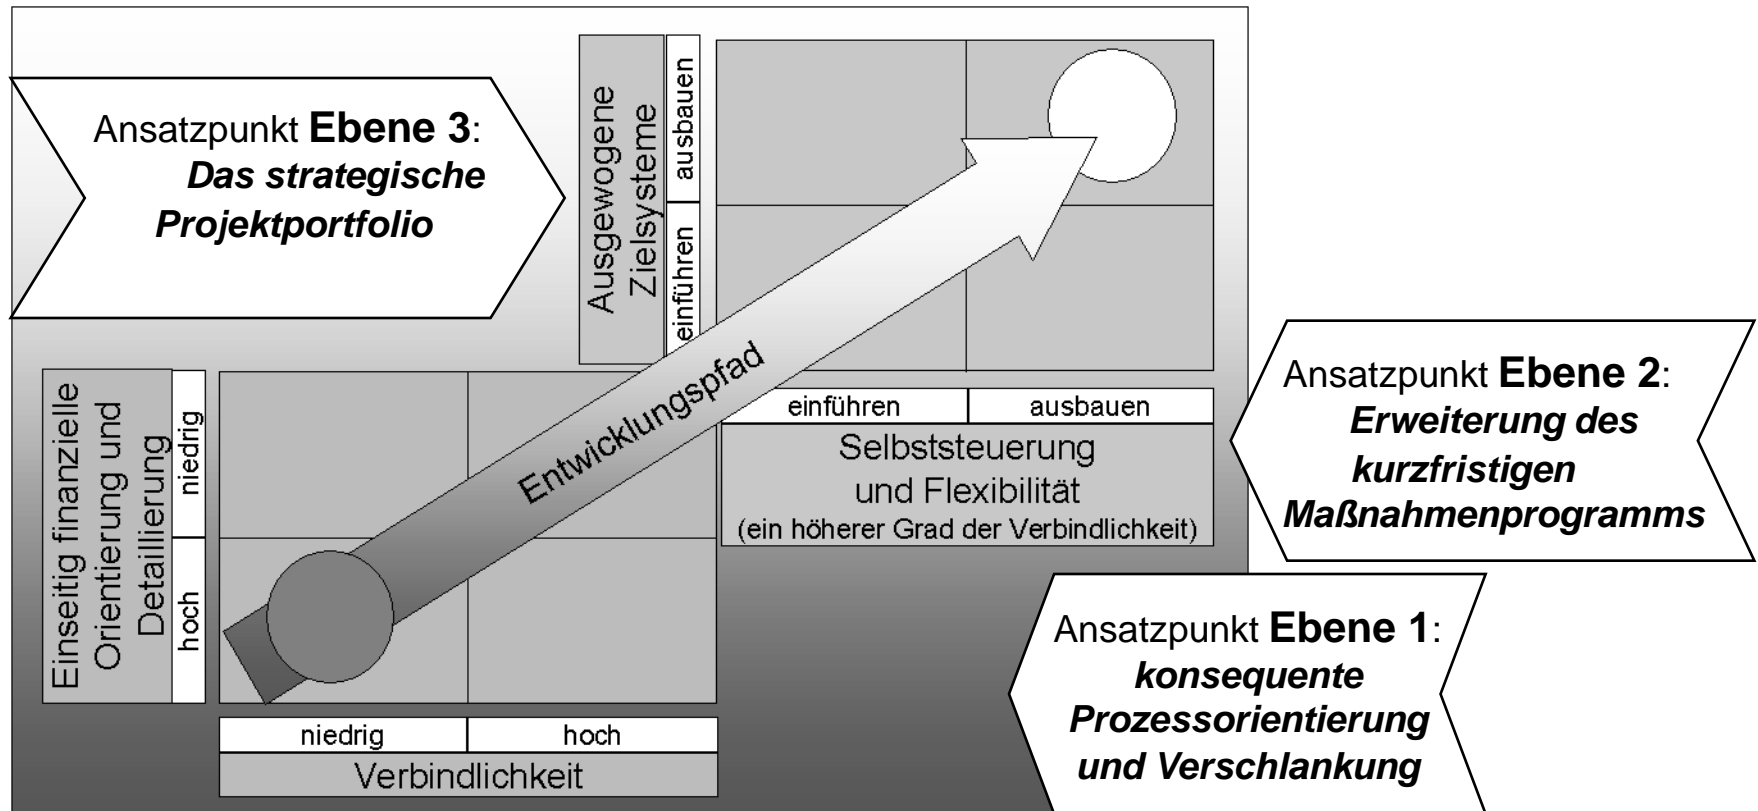 Ansatzpunkt Ebene 3:
Das strategische
Projektportfolio
Ausgewogene
Zielsysteme
ausbauen
einführen
einführen
ausbauen
Selbststeuerung
und Flexibilität
(ein höherer Grad der Verbindlichkeit)
Entwicklungspfad
Einseitig finanzielle
Orientierung und
Detaillierung
niedrig
hoch
niedrig
hoch
Verbindlichkeit
Ansatzpunkt Ebene 2:
Erweiterung des
kurzfristigen
Maßnahmenprogramms
Ansatzpunkt Ebene 1:
konsequente
Prozessorientierung
und Verschlankung